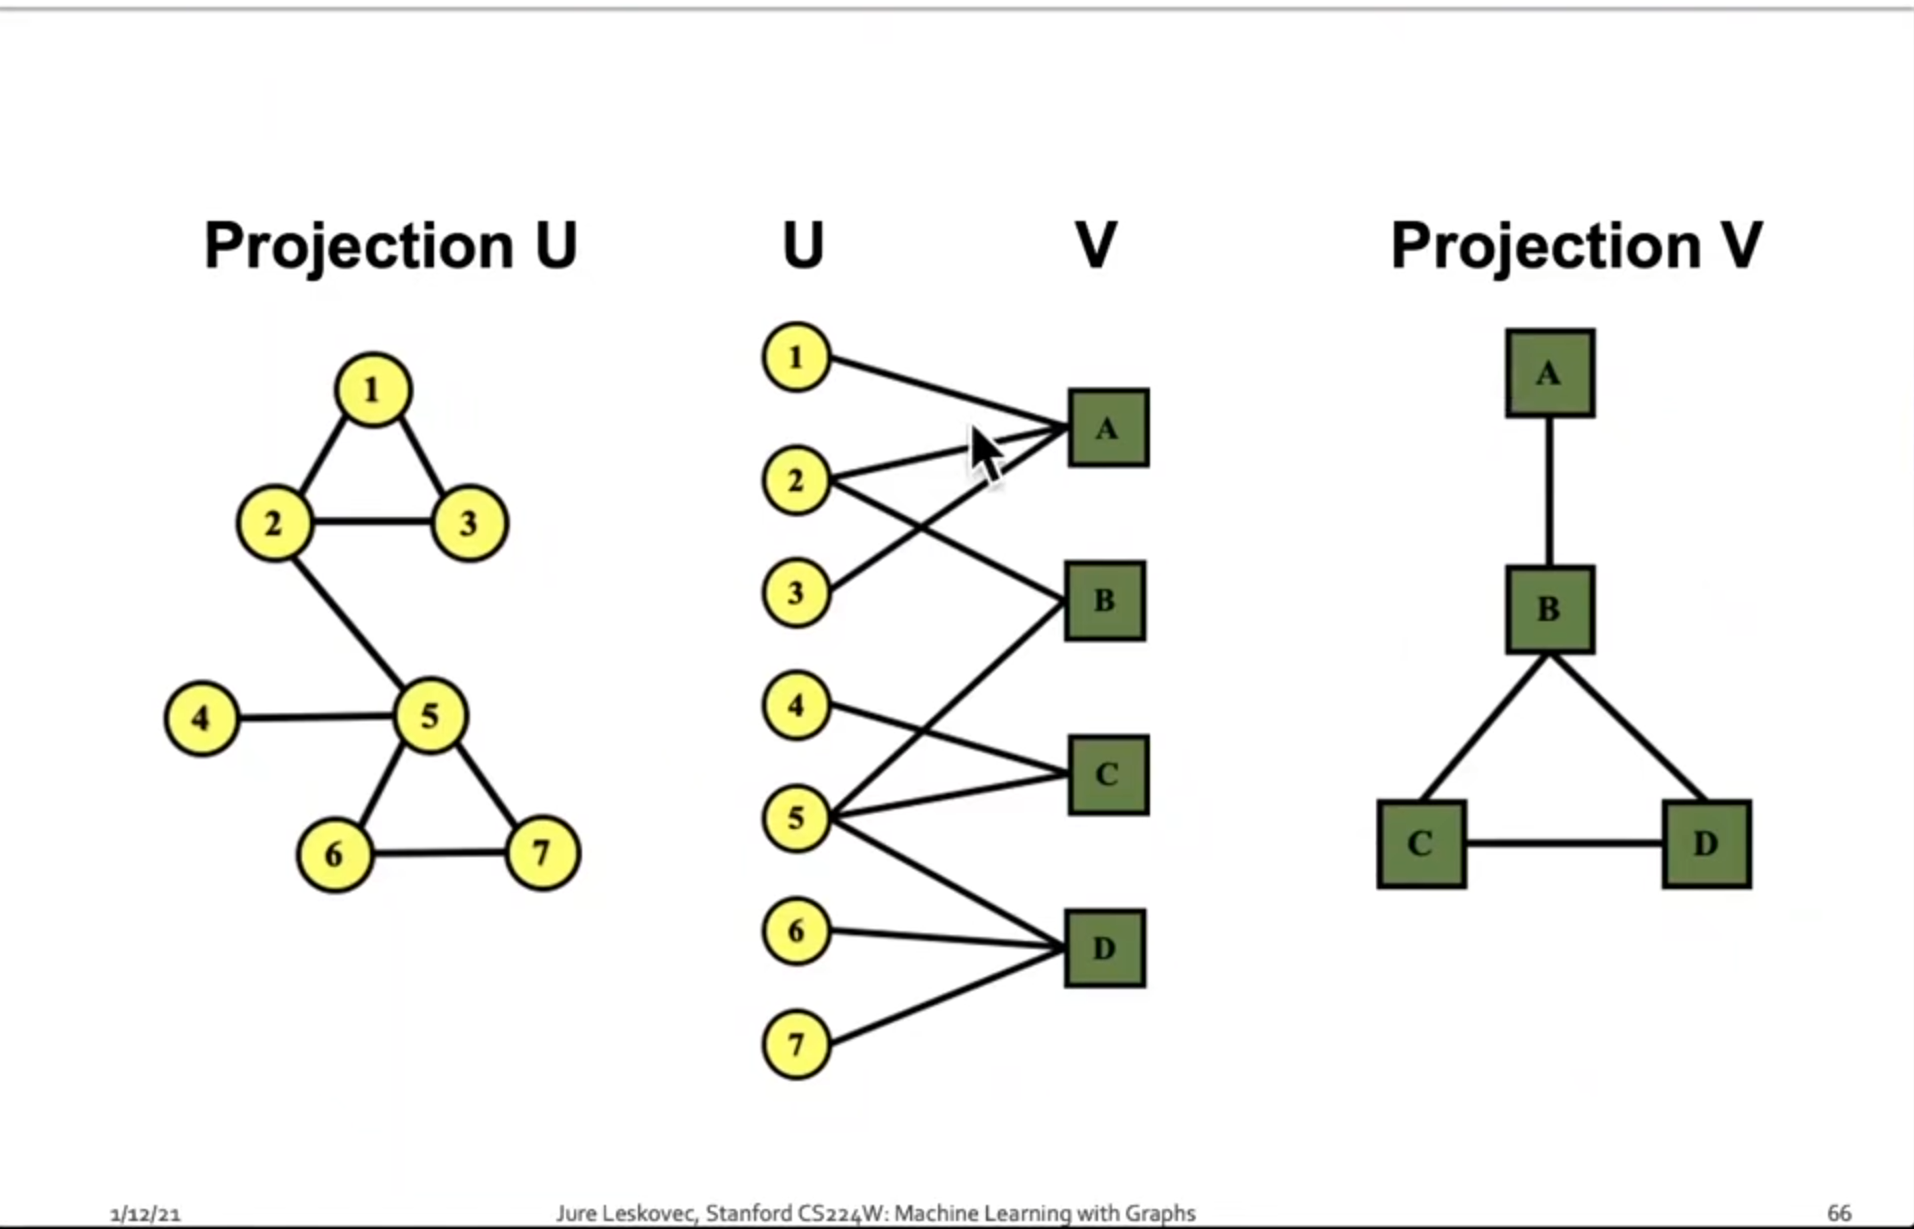 Projection U
U
V
Projection V
1
2
3
4
5
6
7
1
2
3
4
5
6
7
A
B
C
D
A
B
C
D
1/12/21
Jure Leskovec, Stanford CS224W: Machine Learning with Graphs
66